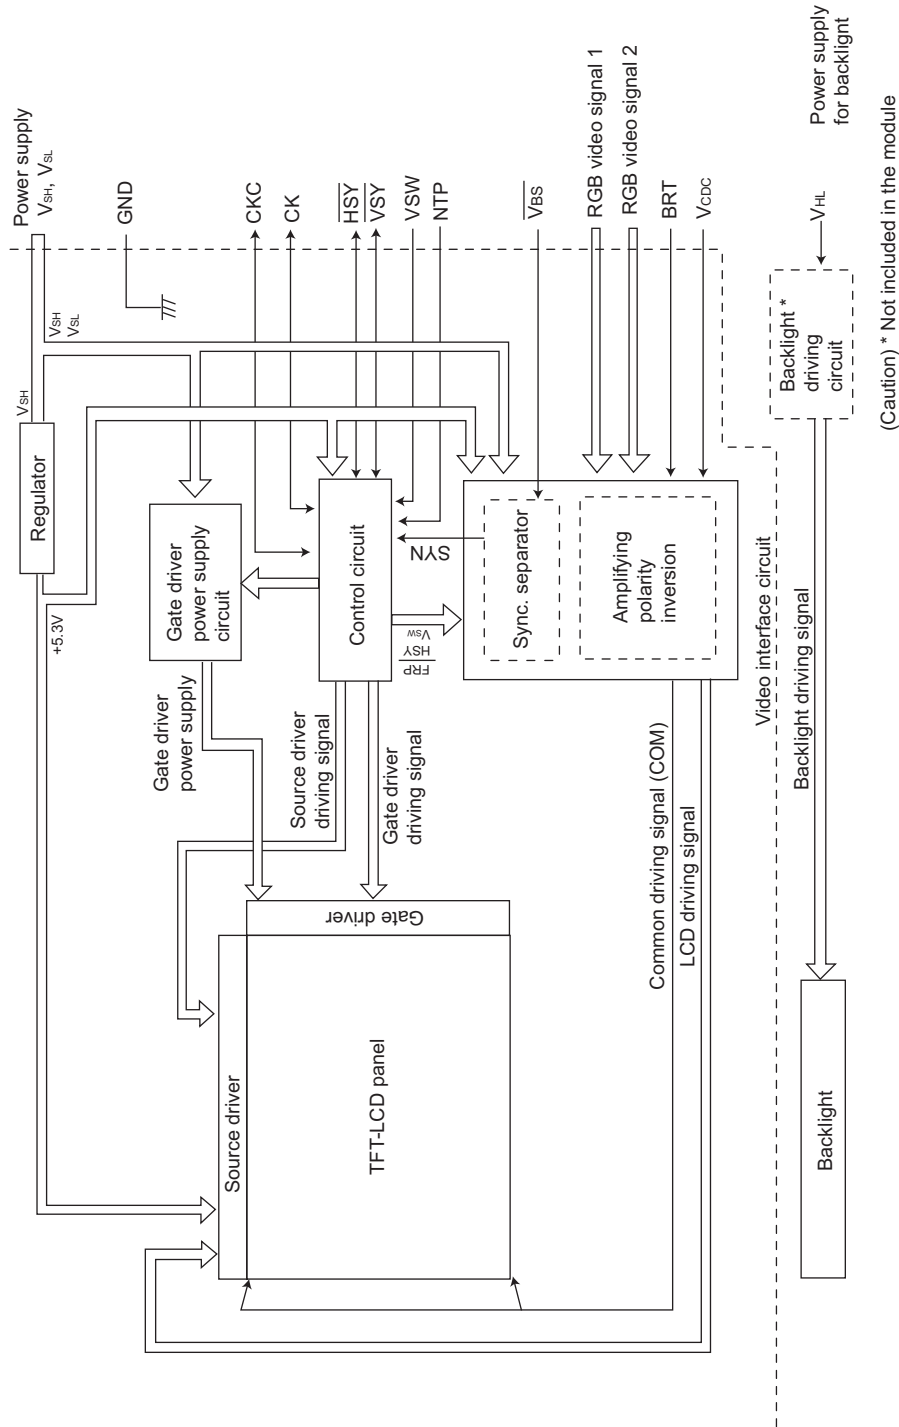 Power supply
VSH, VSL
GND
CKC
CK
HSY
VSY
VSW
NTP
VBS
RGB video signal 1
RGB video signal 2
BRT
VCDC
Power supply
for backlignt
VHL
VSH
VSH
VSL
Regulator
+5.3V
Gate driver
power supply
circuit
Control circuit
SYN
FRP
HSY
VSW
Sync. separator
Amplifying
polarity
inversion
Video interface circuit
Backlight *
driving
circuit
Gate driver
power supply
Source driver
driving signal
Gate driver
driving signal
Common driving signal (COM)
LCD driving signal
Backlight driving signal
Source driver
Gate driver
TFT-LCD panel
Backlight
(Caution) * Not included in the module